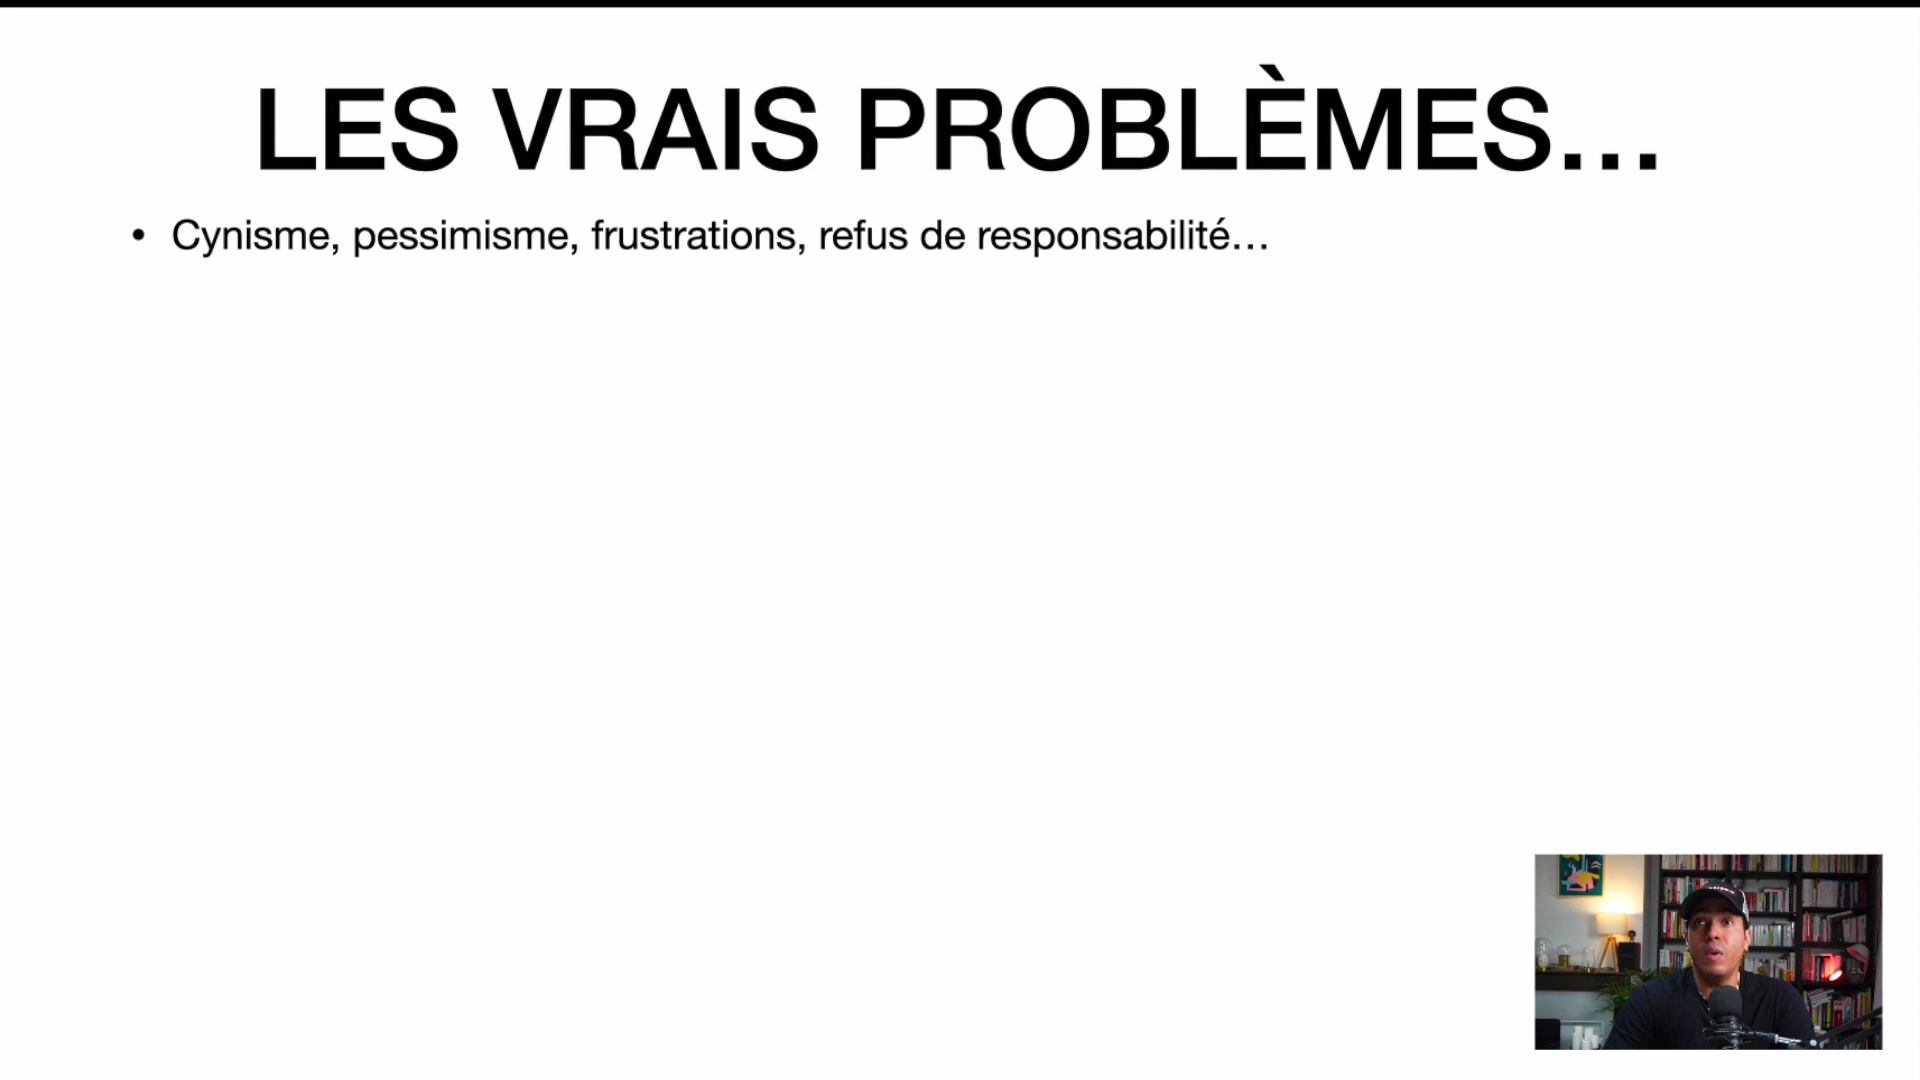 LES VRAIS PROBLÈMES…
• Cynisme, pessimisme, frustrations, refus de responsabilité…